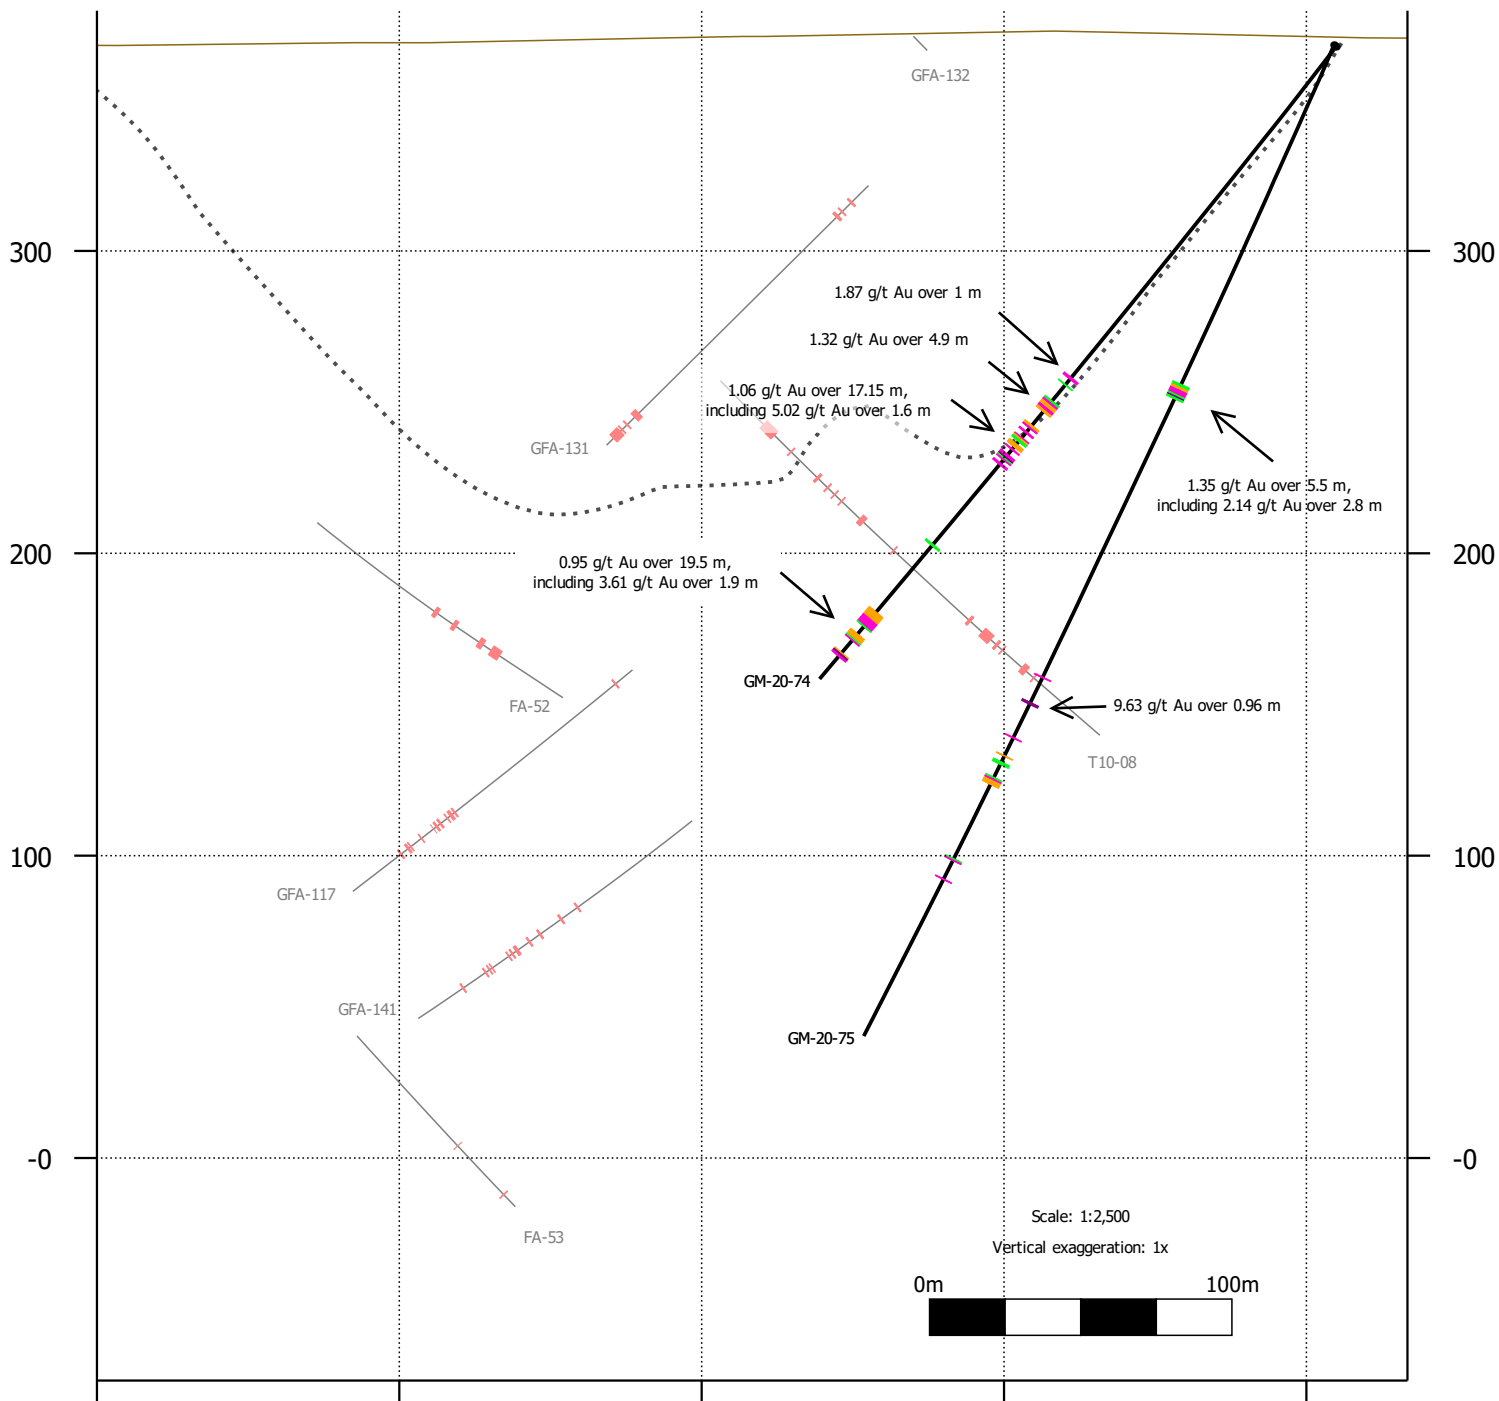 GFA-132
300
300
1.87 g/t Au over 1 m
1.32 g/t Au over 4.9 m
1.06 g/t Au over 17.15 m,
including 5.02 g/t Au over 1.6 m
GFA-131
1.35 g/t Au over 5.5 m,
including 2.14 g/t Au over 2.8 m
200
200
0.95 g/t Au over 19.5 m,
including 3.61 g/t Au over 1.9 m
GM-20-74
FA-52
9.63 g/t Au over 0.96 m
T10-08
100
100
GFA-117
GFA-141
GM-20-75
-0
-0
FA-53
Scale: 1:2,500
Vertical exaggeration: 1x
0m
100m